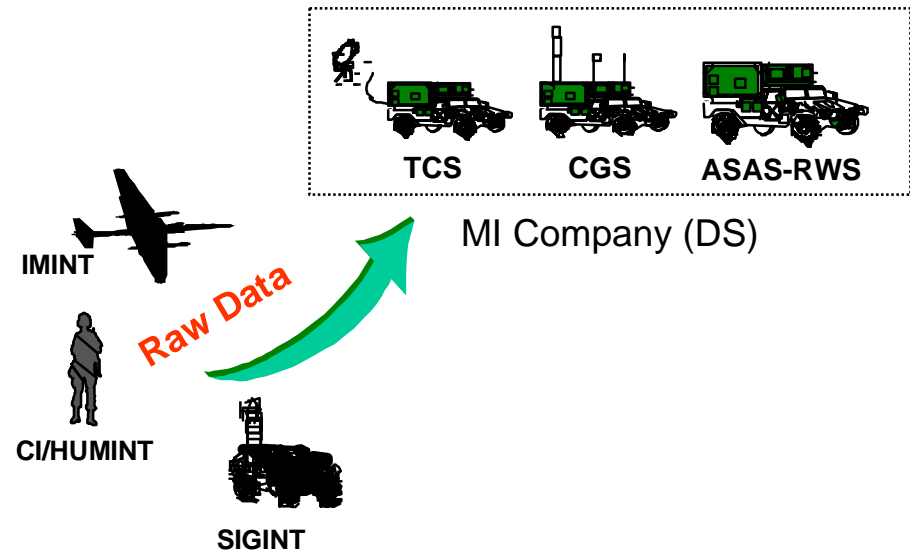 TCS CGS ASAS-RWS
MI Company (DS)
IMINT
Raw Data
CI/HUMINT
SIGINT